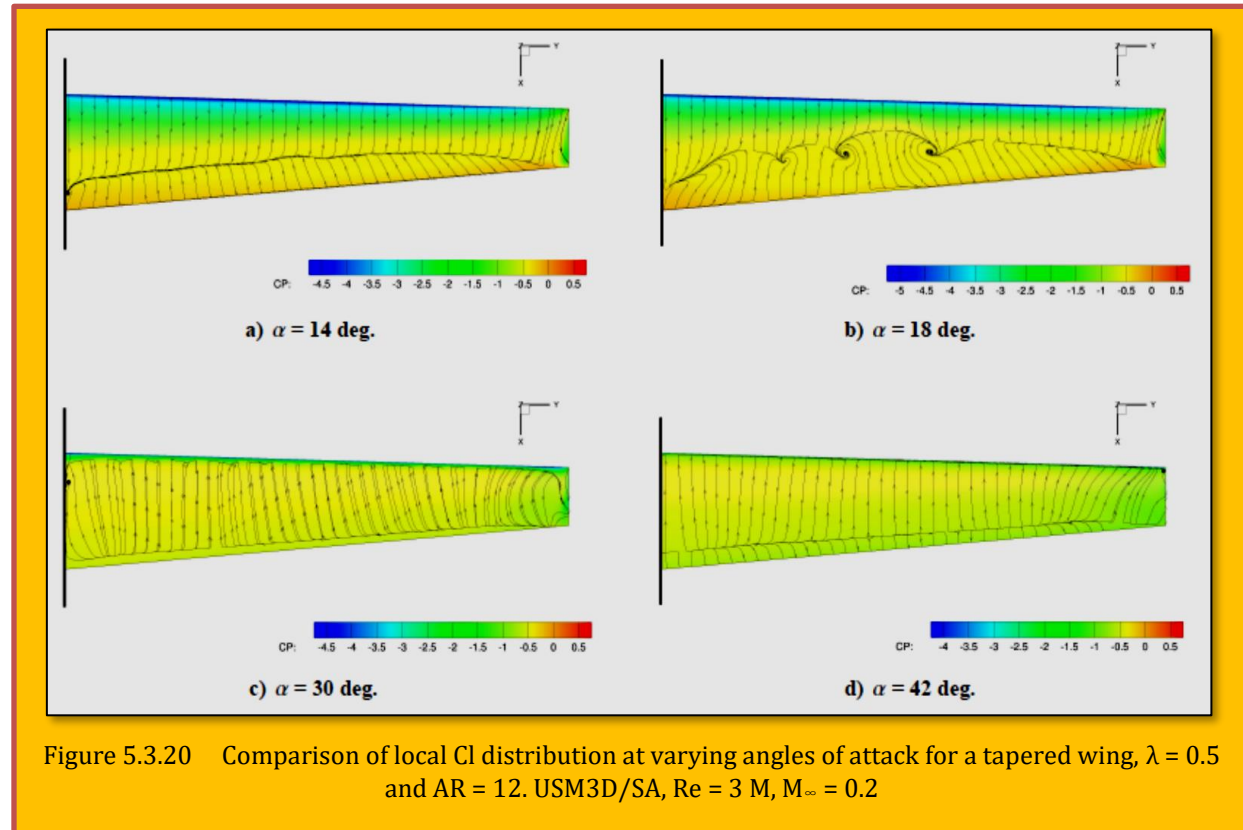 Z Y
X
Z Y
X
CP: -4.5 -4 -3.5 -3 -2.5 -2 -1.5 -1 -0.5 0 0.5
CP: -5 -4.5 -4 -3.5 -3 -2.5 -2 -1.5 -1 -0.5 0 0.5
a) α = 14 deg.
b) α = 18 deg.
Z Y
X
Z Y
X
CP: -4.5 -4 -3.5 -3 -2.5 -2 -1.5 -1 -0.5 0 0.5
CP: -4 -3.5 -3 -2.5 -2 -1.5 -1 -0.5 0 0.5
c) α = 30 deg.
d) α = 42 deg.
Figure 5.3.20 Comparison of local Cl distribution at varying angles of attack for a tapered wing, λ = 0.5
and AR = 12. USM3D/SA, Re = 3 M, M∞ = 0.2